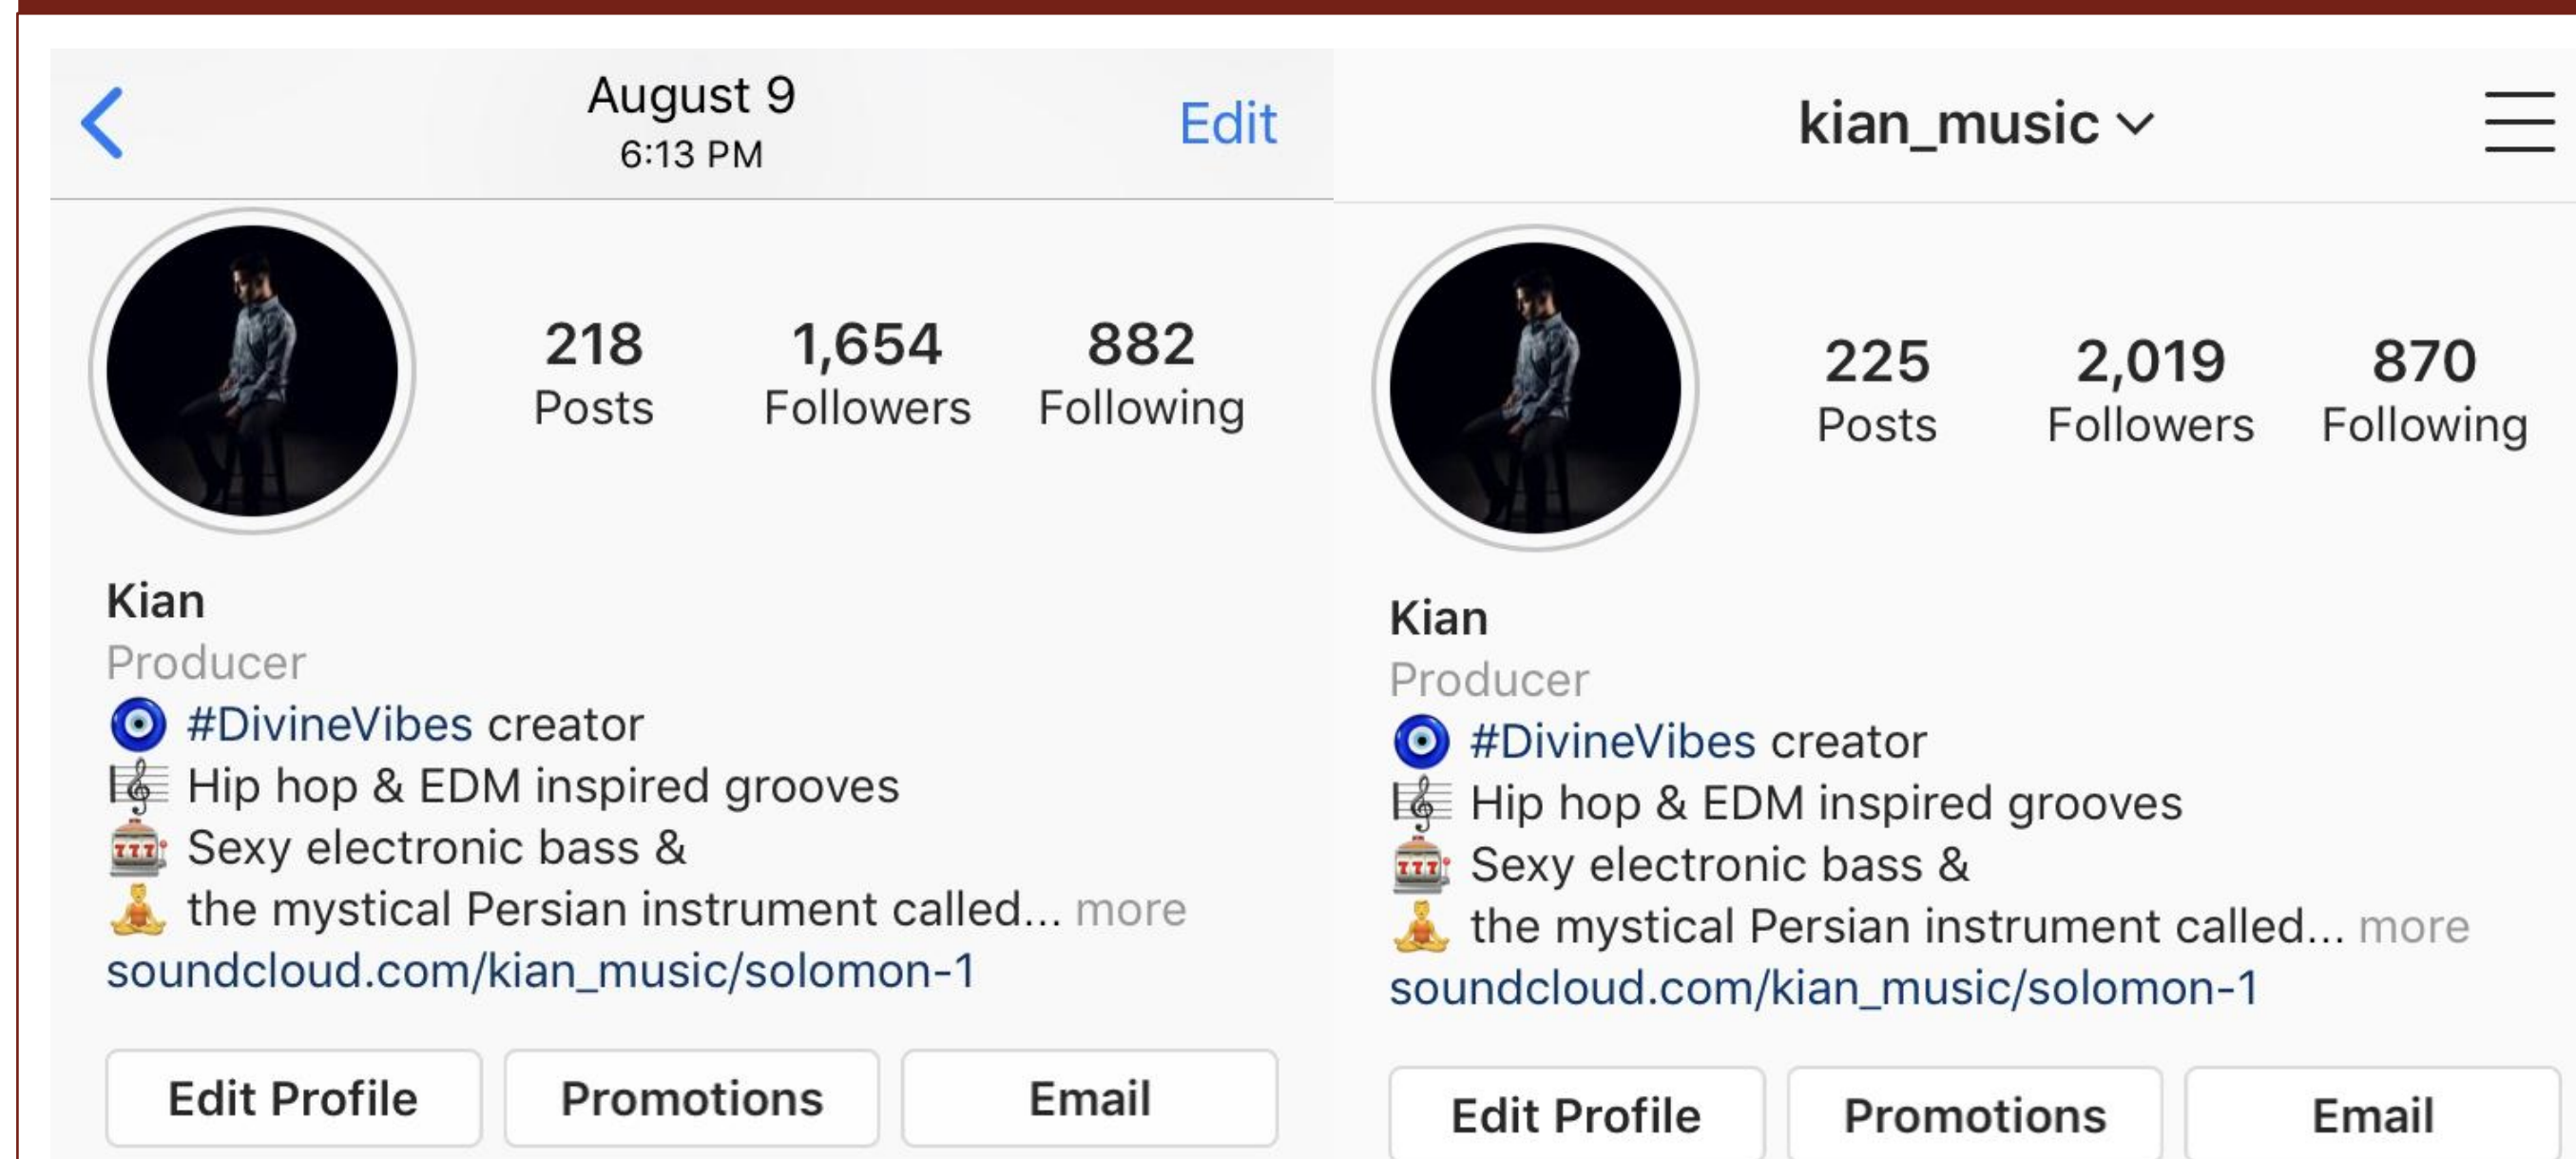 August 9
6:13 PM
Edit
218 1,654 882
Posts Followers Following
Kian
Producer
#DivineVibes creator
Hip hop & EDM inspired grooves
777 Sexy electronic bass &
the mystical Persian instrument called... more
soundcloud.com/kian_music/solomon-1
Edit Profile Promotions Email
kian_music
225 2,019 870
Posts Followers Following
Kian
Producer
#DivineVibes creator
Hip hop & EDM inspired grooves
777 Sexy electronic bass &
the mystical Persian instrument called... more
soundcloud.com/kian_music/solomon-1
Edit Profile Promotions Email